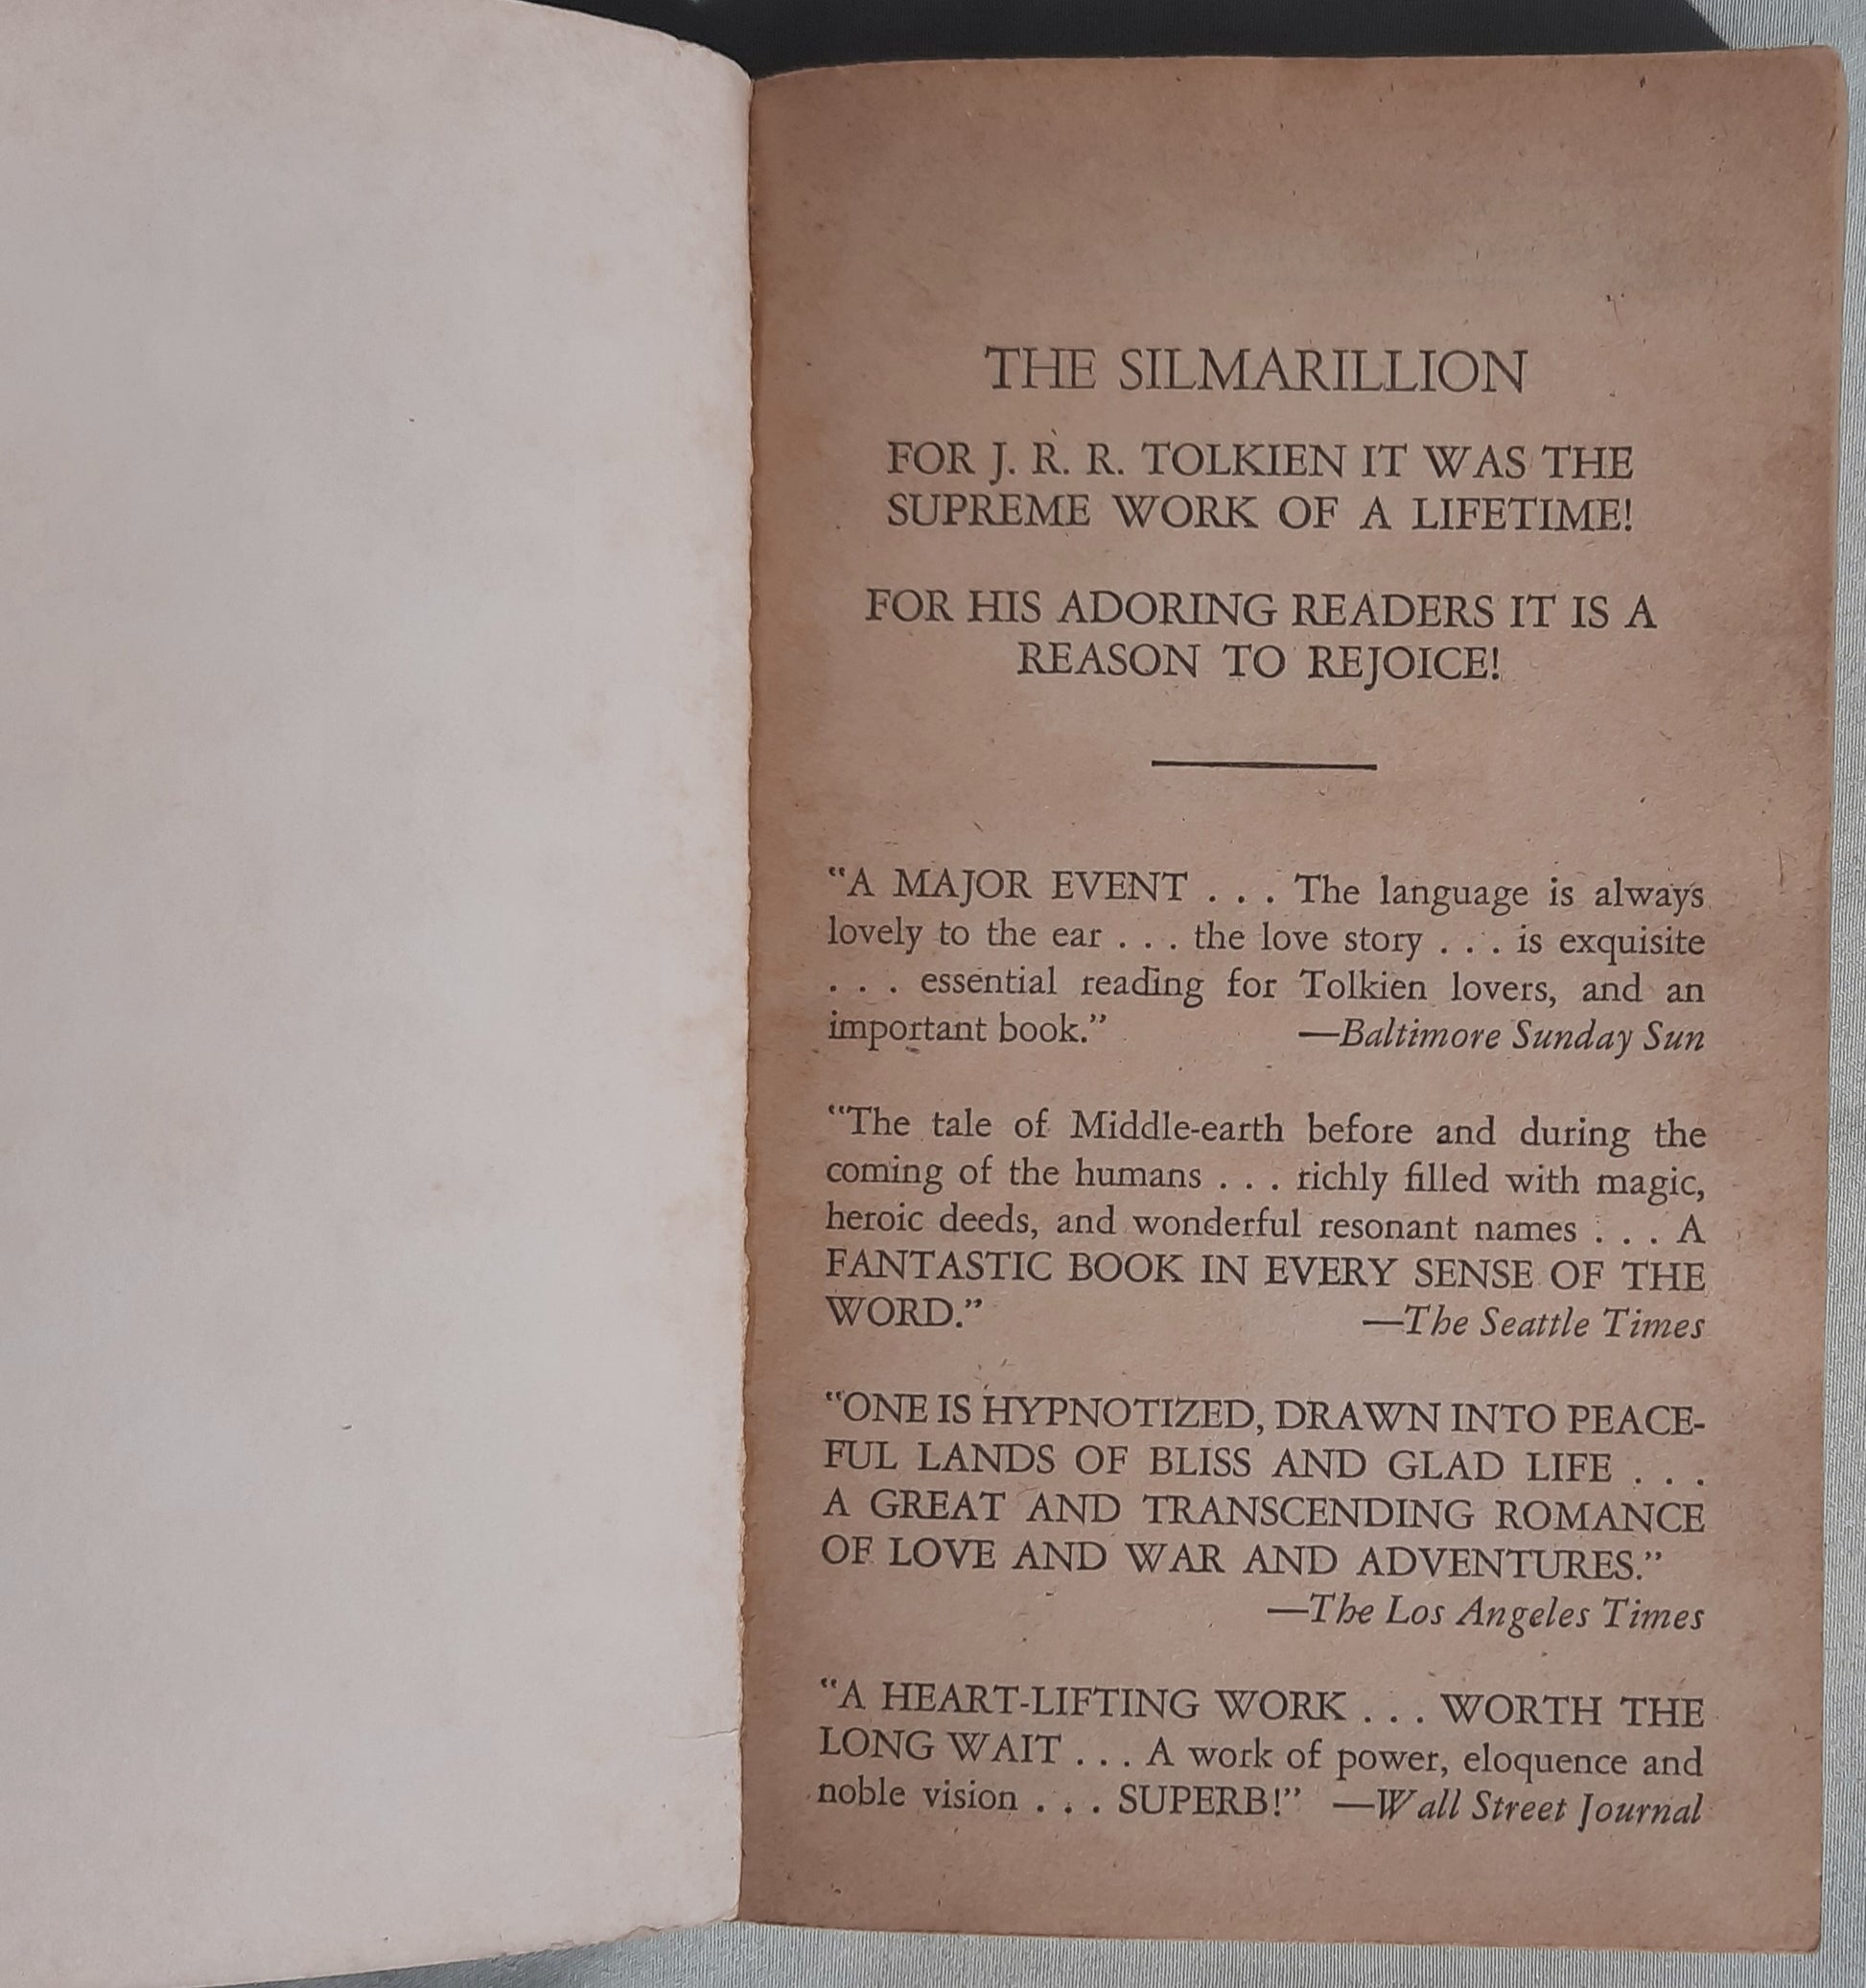 THE SILMARILLION
FOR J. R. R. TOLKIEN IT WAS THE
SUPREME WORK OF A LIFETIME!
FOR HIS ADORING READERS IT IS A
REASON TO REJOICE!
“A MAJOR EVENT . . . The language is always
lovely to the ear . . . the love story . . . is exquisite
. . . essential reading for Tolkien lovers, and an
important book.” —Baltimore Sunday Sun
“The tale of Middle-earth before and during the
coming of the humans . . . richly filled with magic,
heroic deeds, and wonderful resonant names . . . A
FANTASTIC BOOK IN EVERY SENSE OF THE
WORD.” —The Seattle Times
“ONE IS HYPNOTIZED, DRAWN INTO PEACE-
FUL LANDS OF BLISS AND GLAD LIFE . . .
A GREAT AND TRANSCENDING ROMANCE
OF LOVE AND WAR AND ADVENTURES.”
—The Los Angeles Times
“A HEART-LIFTING WORK . . . WORTH THE
LONG WAIT . . . A work of power, eloquence and
noble vision . . . SUPERB!” —Wall Street Journal